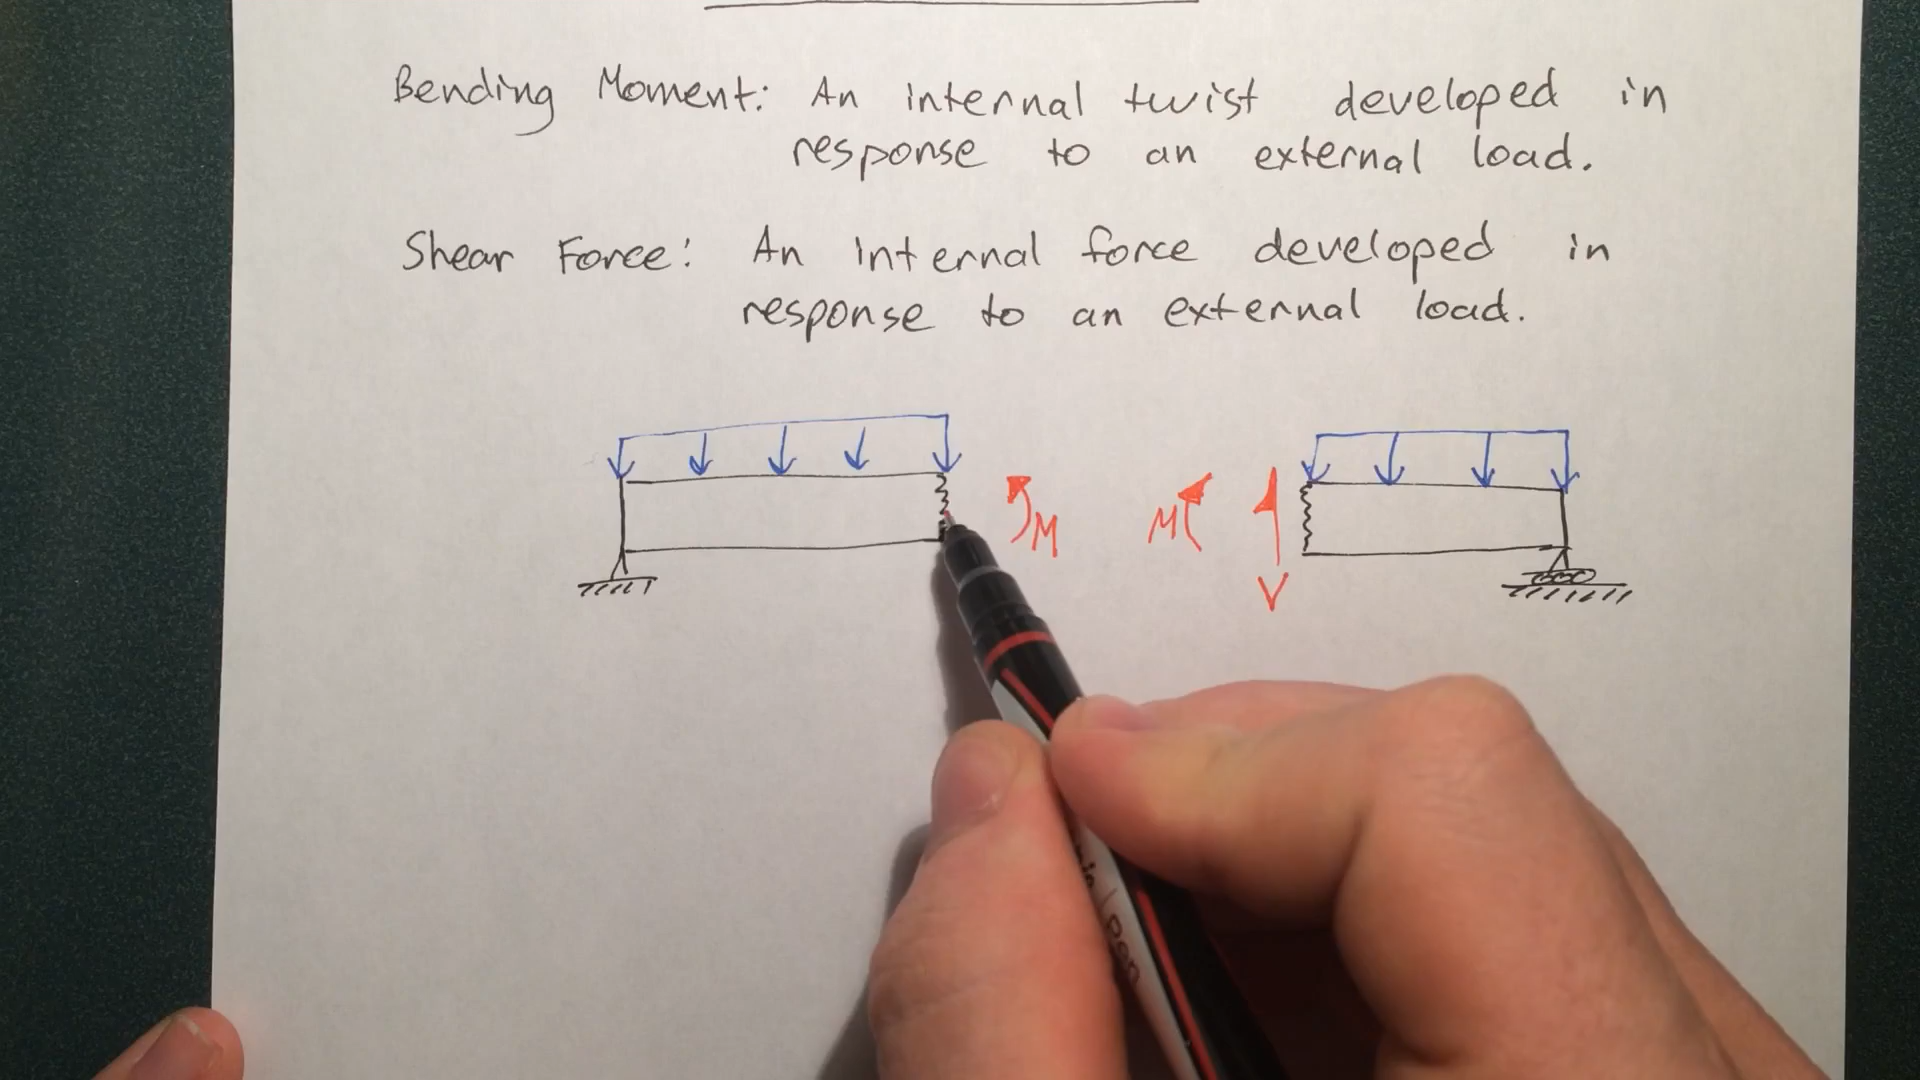 Bending Moment: An internal twist developed in
response to an external load.
Shear Force: An internal force developed in
response to an external load.
M
M
V
Pen